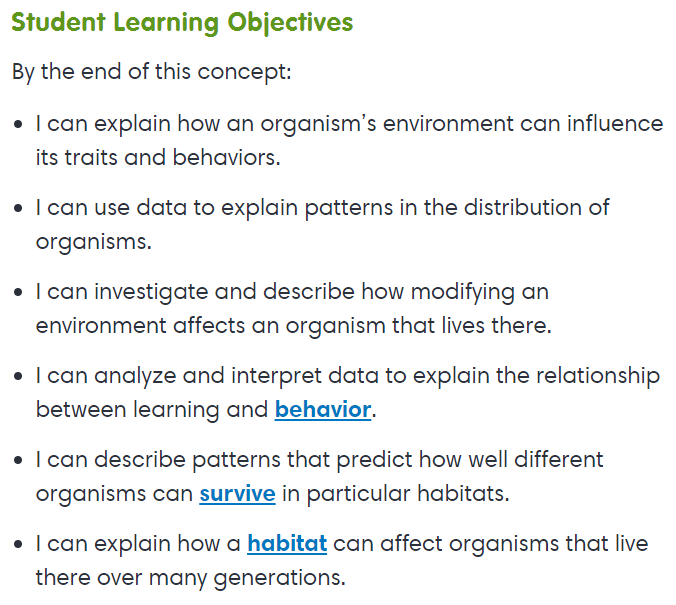 Student Learning Objectives
By the end of this concept:
• I can explain how an organism’s environment can influence
its traits and behaviors.
• I can use data to explain patterns in the distribution of
organisms.
• I can investigate and describe how modifying an
environment affects an organism that lives there.
• I can analyze and interpret data to explain the relationship
between learning and behavior.
• I can describe patterns that predict how well different
organisms can survive in particular habitats.
• I can explain how a habitat can affect organisms that live
there over many generations.